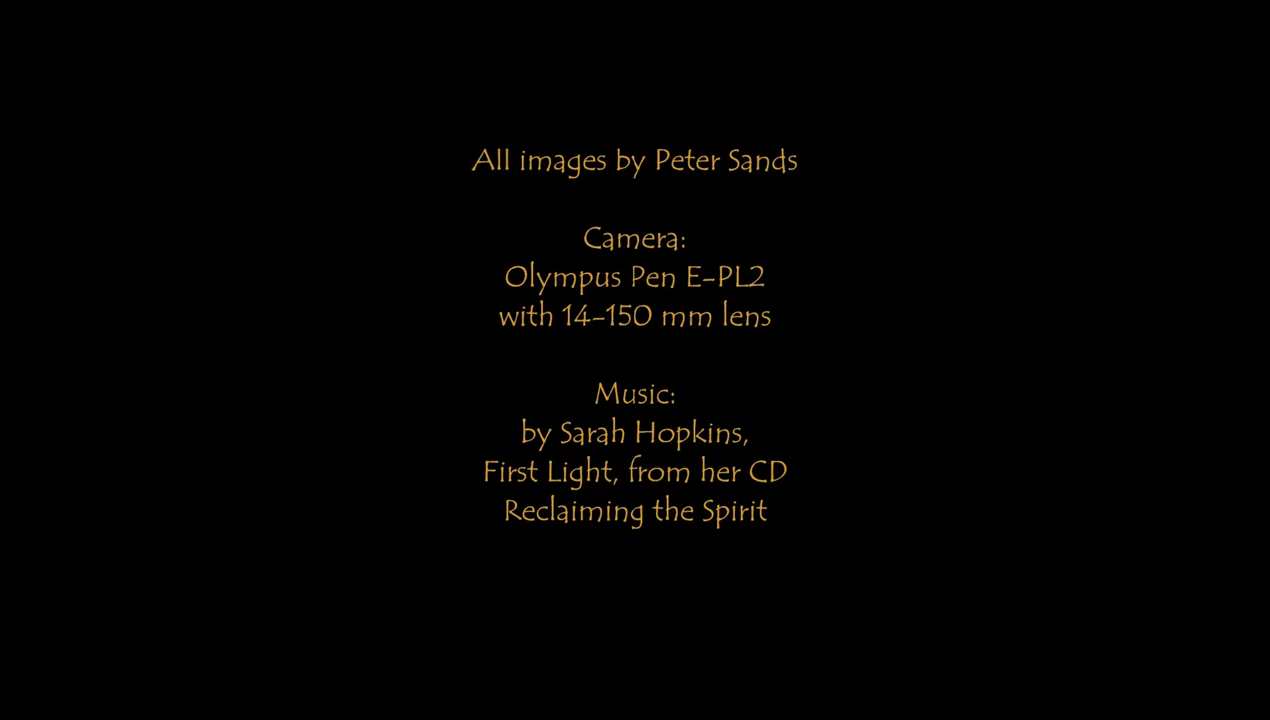 All images by Peter Sands
Camera:
Olympus Pen E-PL2
with 14-150 mm lens
Music:
by Sarah Hopkins,
First Light, from her CD
Reclaiming the Spirit